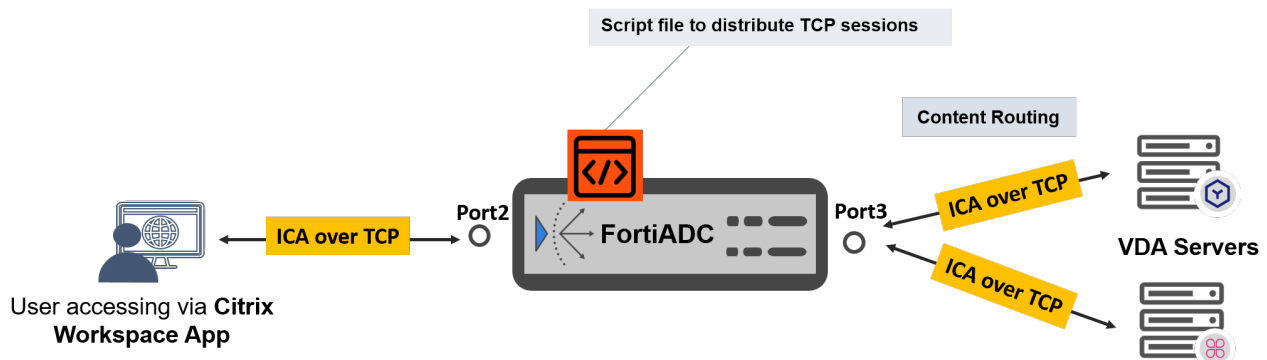 Script file to distribute TCP sessions
Content Routing
Port2
ICA over TCP
</>
FortiADC
Port3
ICA over TCP
VDA Servers
ICA over TCP
User accessing via Citrix
Workspace App